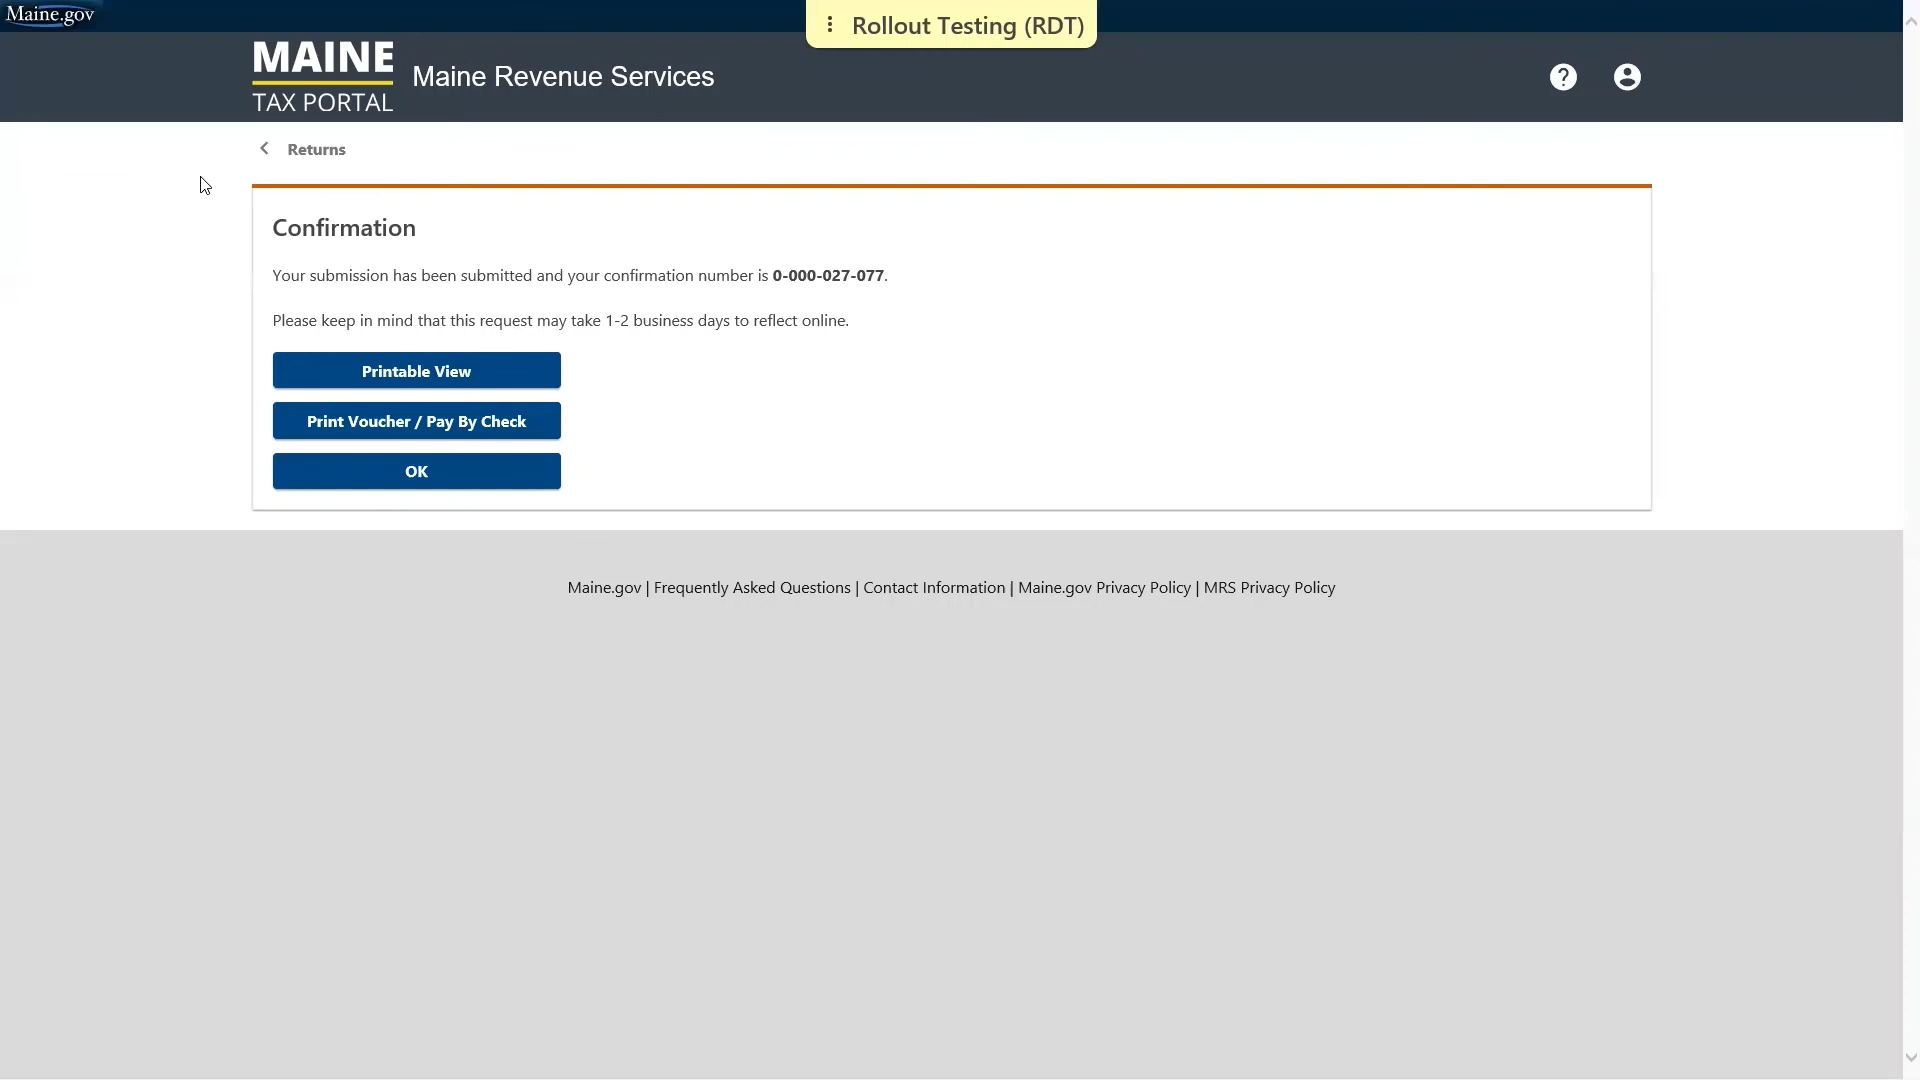 Maine.gov
Rollout Testing (RDT)
MAINE
TAX PORTAL
Maine Revenue Services
Returns
Confirmation
Your submission has been submitted and your confirmation number is 0-000-027-077.
Please keep in mind that this request may take 1-2 business days to reflect online.
Printable View
Print Voucher / Pay By Check
OK
Maine.gov | Frequently Asked Questions | Contact Information | Maine.gov Privacy Policy | MRS Privacy Policy